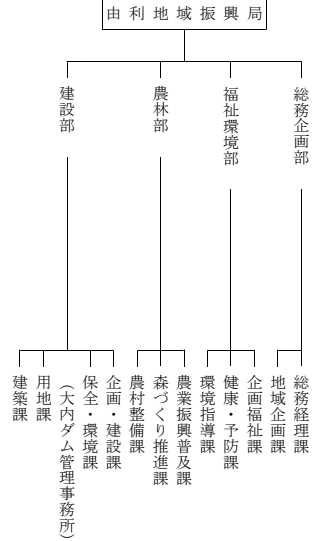 由利地域振興局
総務企画部
福祉環境部
農林部
建設部
総務経理課
地域企画課
企画福祉課
健康・予防課
環境指導課
農業振興普及課
森づくり推進課
農村整備課
企画・建設課
保全・環境課
（大内ダム管理事務所）
用地課
建築課